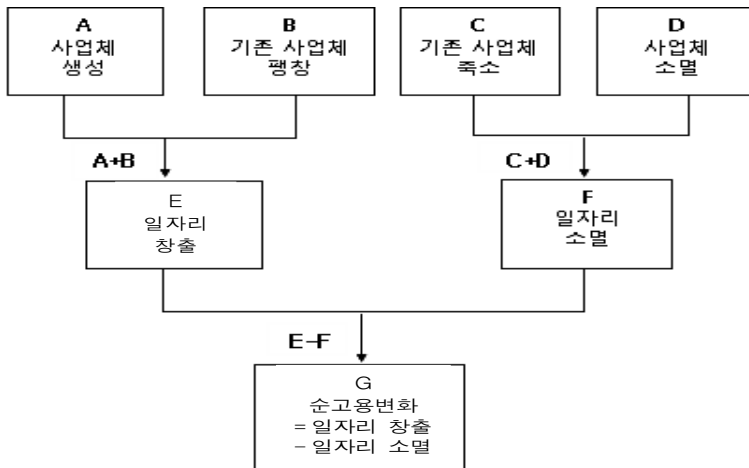 A
사업체
생성
B
기존 사업체
팽창
C
기존 사업체
축소
D
사업체
소멸
A+B
C+D
E
일자리
창출
F
일자리
소멸
E-F
G
순고용변화
= 일자리 창출
- 일자리 소멸